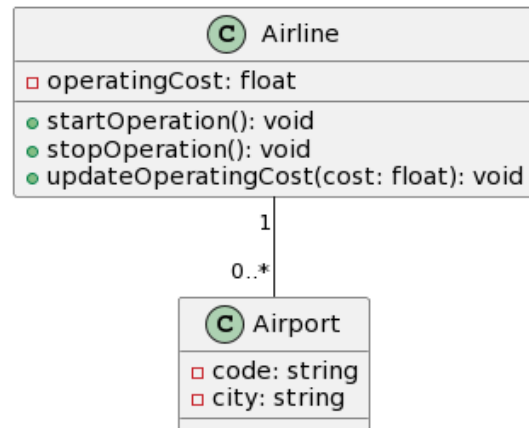 C Airline
operatingCost: float
startOperation(): void
stopOperation(): void
updateOperatingCost(cost: float): void
1
0..*
C Airport
code: string
city: string